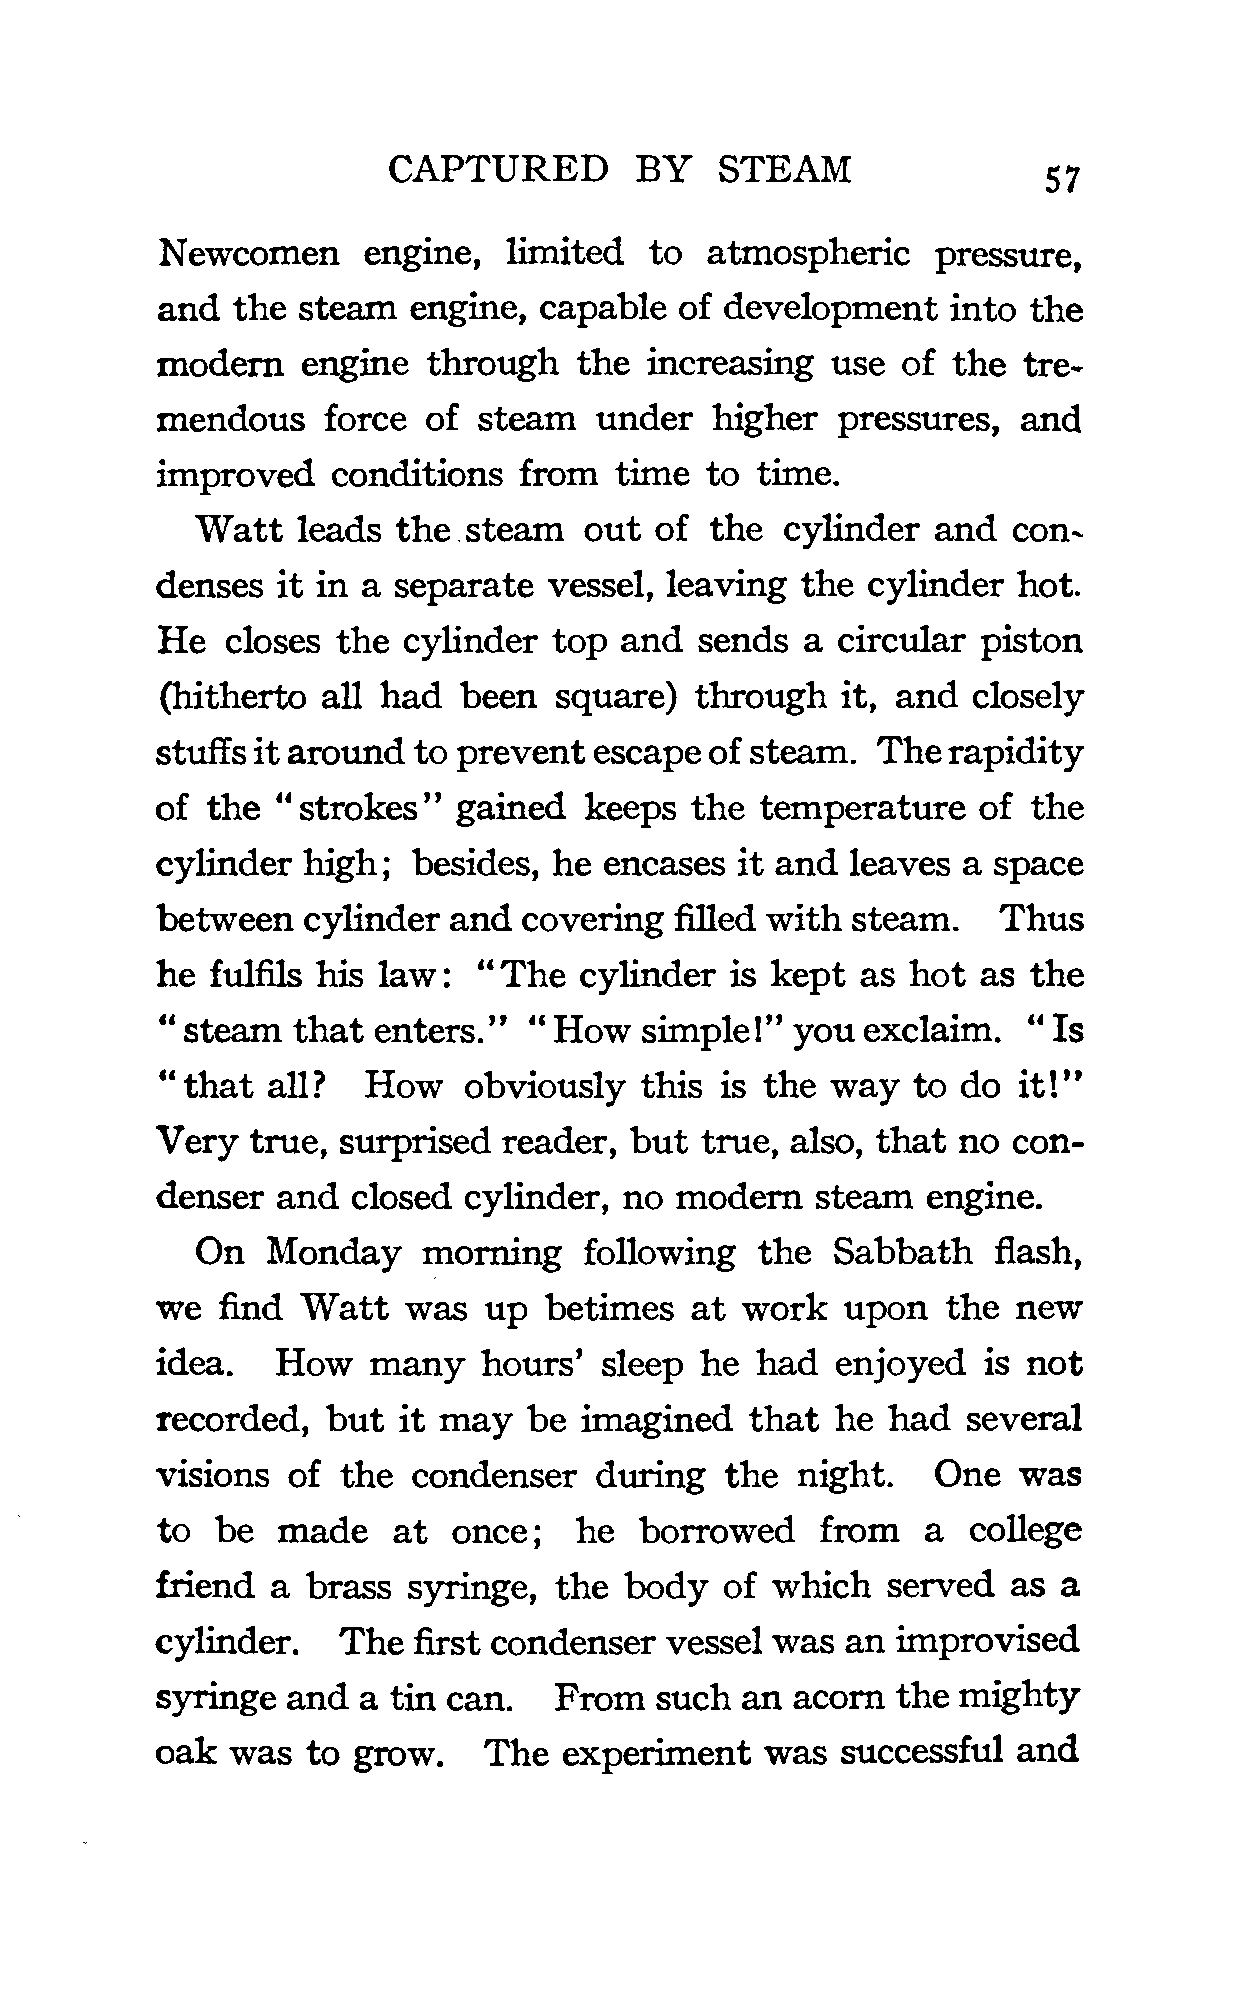 CAPTURED BY STEAM 57
Newcomen engine, limited to atmospheric pressure,
and the steam engine, capable of development into the
modern engine through the increasing use of the tre-
mendous force of steam under higher pressures, and
improved conditions from time to time.
Watt leads the steam out of the cylinder and con-
denses it in a separate vessel, leaving the cylinder hot.
He closes the cylinder top and sends a circular piston
(hitherto all had been square) through it, and closely
stuffs it around to prevent escape of steam. The rapidity
of the "strokes" gained keeps the temperature of the
cylinder high; besides, he encases it and leaves a space
between cylinder and covering filled with steam. Thus
he fulfils his law: "The cylinder is kept as hot as the
"steam that enters." "How simple!" you exclaim. "Is
"that all? How obviously this is the way to do it!"
Very true, surprised reader, but true, also, that no con-
denser and closed cylinder, no modern steam engine.
On Monday morning following the Sabbath flash,
we find Watt was up betimes at work upon the new
idea. How many hours' sleep he had enjoyed is not
recorded, but it may be imagined that he had several
visions of the condenser during the night. One was
to be made at once; he borrowed from a college
friend a brass syringe, the body of which served as a
cylinder. The first condenser vessel was an improvised
syringe and a tin can. From such an acorn the mighty
oak was to grow. The experiment was successful and